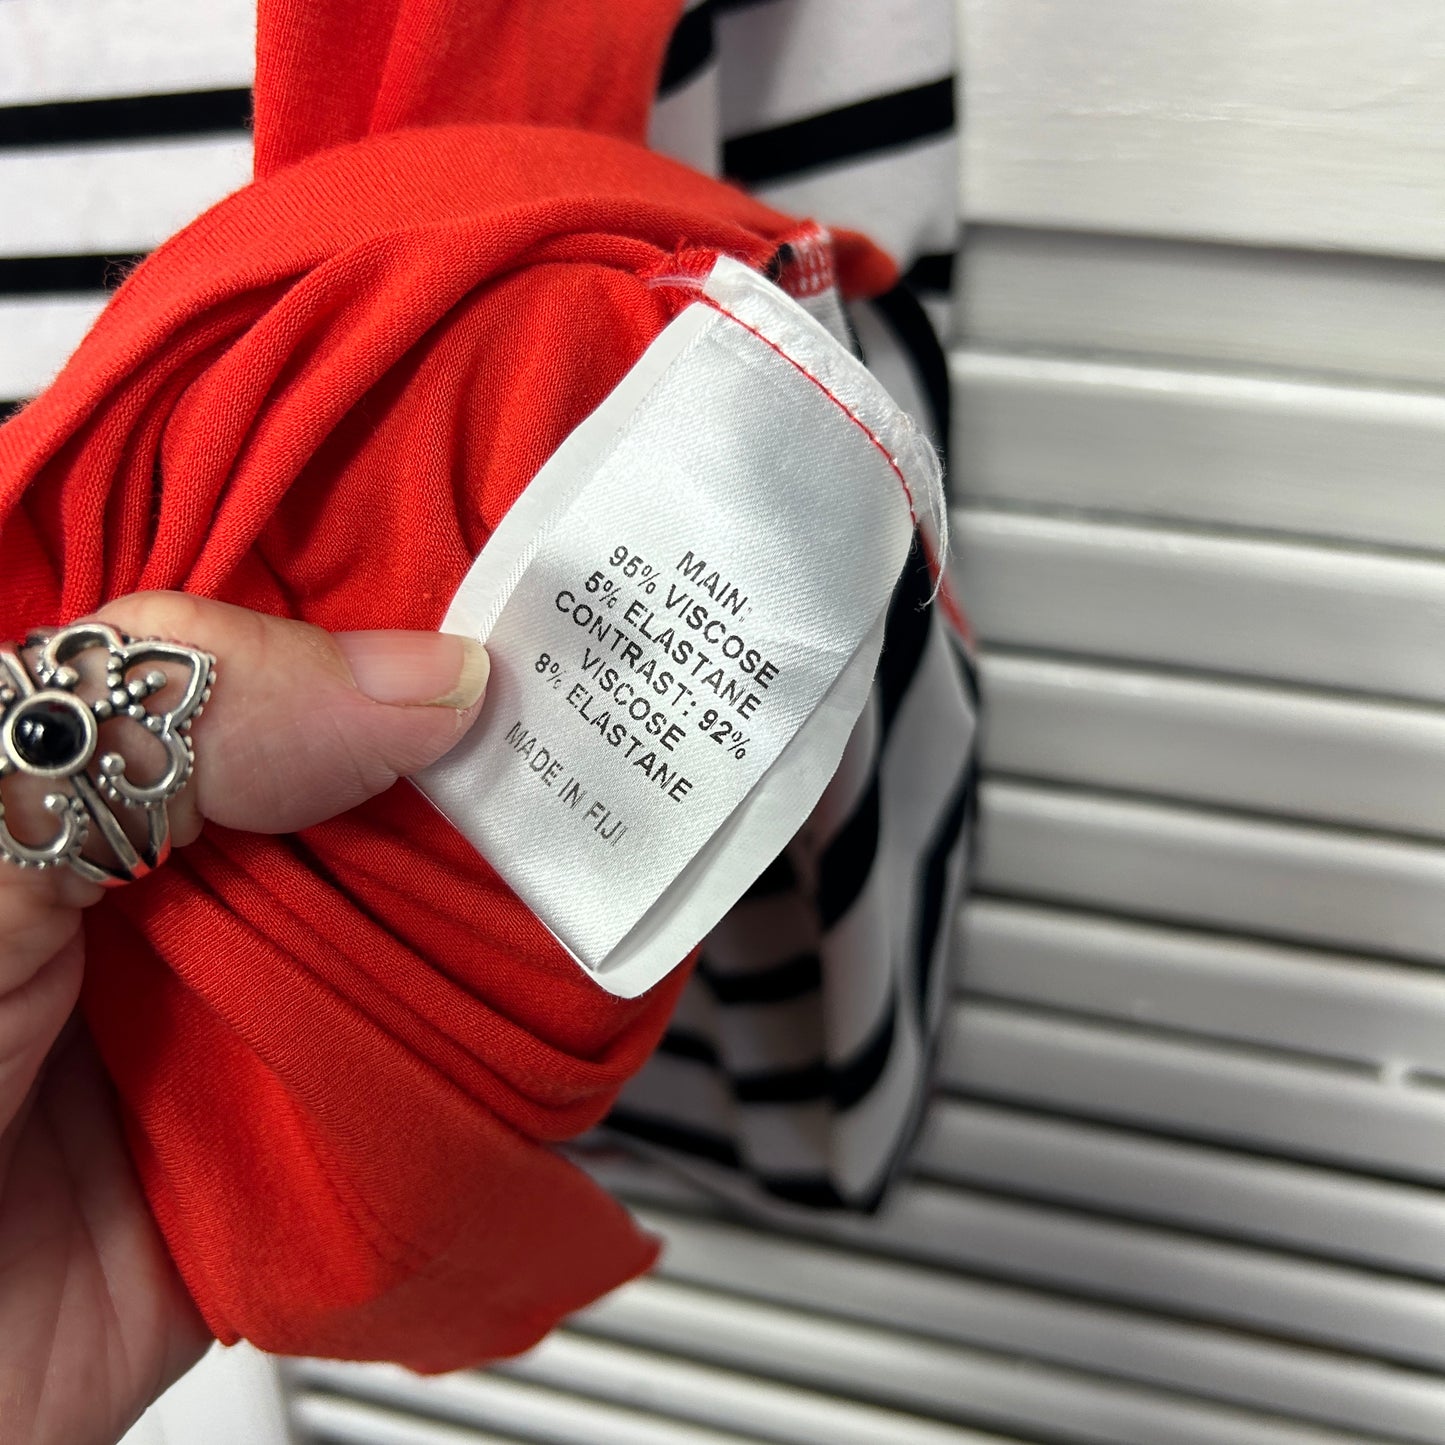 MAIN:
95% VISCOSE
5% ELASTANE
CONTRAST: 92%
VISCOSE
8% ELASTANE
MADE IN FIJI